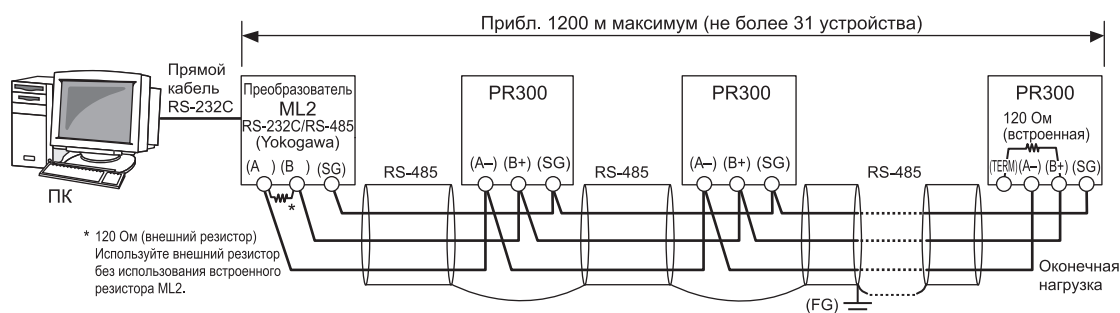 Прибл. 1200 м максимум (не более 31 устройства)
Прямой
кабель
RS-232C
ПК
Преобразователь
ML2
RS-232C/RS-485
(Yokogawa)
(A ) (B ) (SG)
*
PR300
(A–) (B+) (SG)
PR300
(A–) (B+) (SG)
PR300
120 Ом
(встроенная)
(TERM) (A–) (B+) (SG)
RS-485
RS-485
RS-485
* 120 Ом (внешний резистор)
Используйте внешний резистор
без использования встроенного
резистора ML2.
(FG)
Оконечная
нагрузка